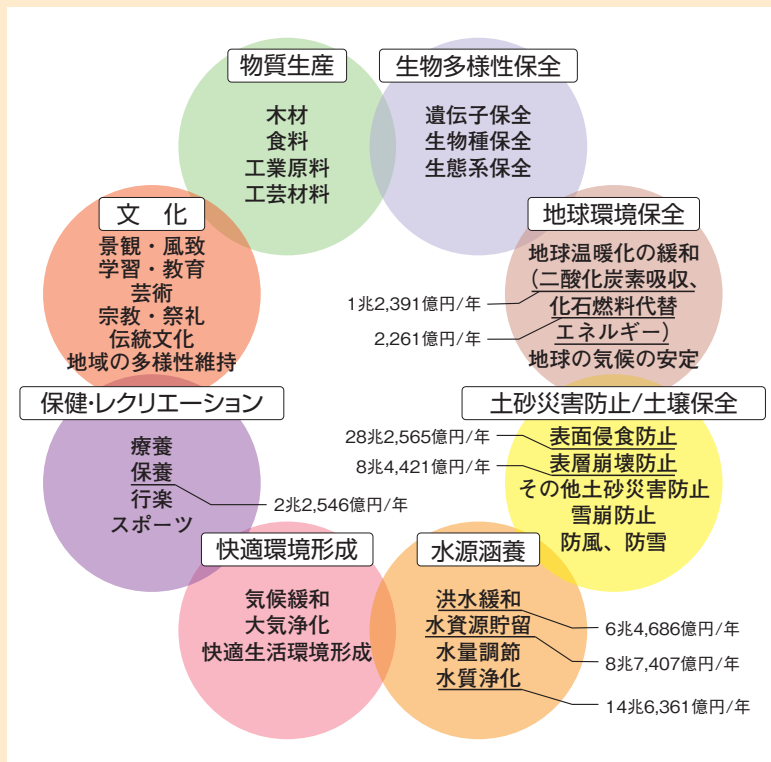 物質生産
木材
食料
工業原料
工芸材料
生物多様性保全
遺伝子保全
生物種保全
生態系保全
文 化
景観・風致
学習・教育
芸術
宗教・祭礼
伝統文化
地域の多様性維持
地球環境保全
地球温暖化の緩和
(二酸化炭素吸収、
化石燃料代替
エネルギー)
地球の気候の安定
1兆2,391億円/年
2,261億円/年
保健・レクリエーション
療養
保養
行楽
スポーツ
2兆2,546億円/年
土砂災害防止/土壌保全
表面侵食防止
表層崩壊防止
その他土砂災害防止
雪崩防止
防風、防雪
28兆2,565億円/年
8兆4,421億円/年
快適環境形成
気候緩和
大気浄化
快適生活環境形成
水源涵養
洪水緩和
水資源貯留
水量調節
水質浄化
6兆4,686億円/年
8兆7,407億円/年
14兆6,361億円/年